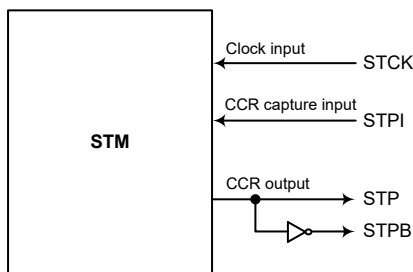 Clock input
STCK
CCR capture input
STPI
STM
CCR output
STP
STPB